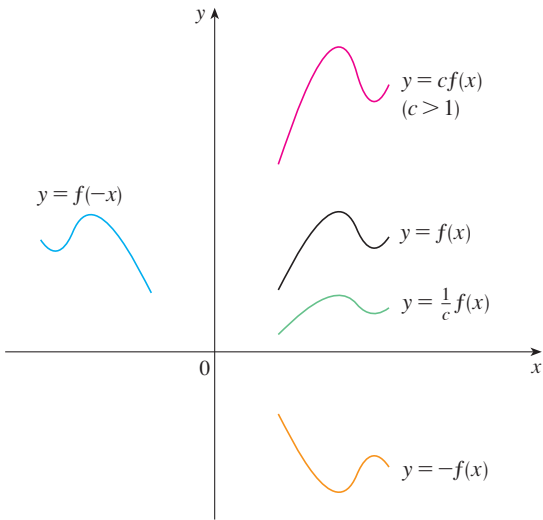 y
y = cf(x)
(c > 1)
y = f(−x)
y = f(x)
y = 1/c f(x)
0
x
y = −f(x)